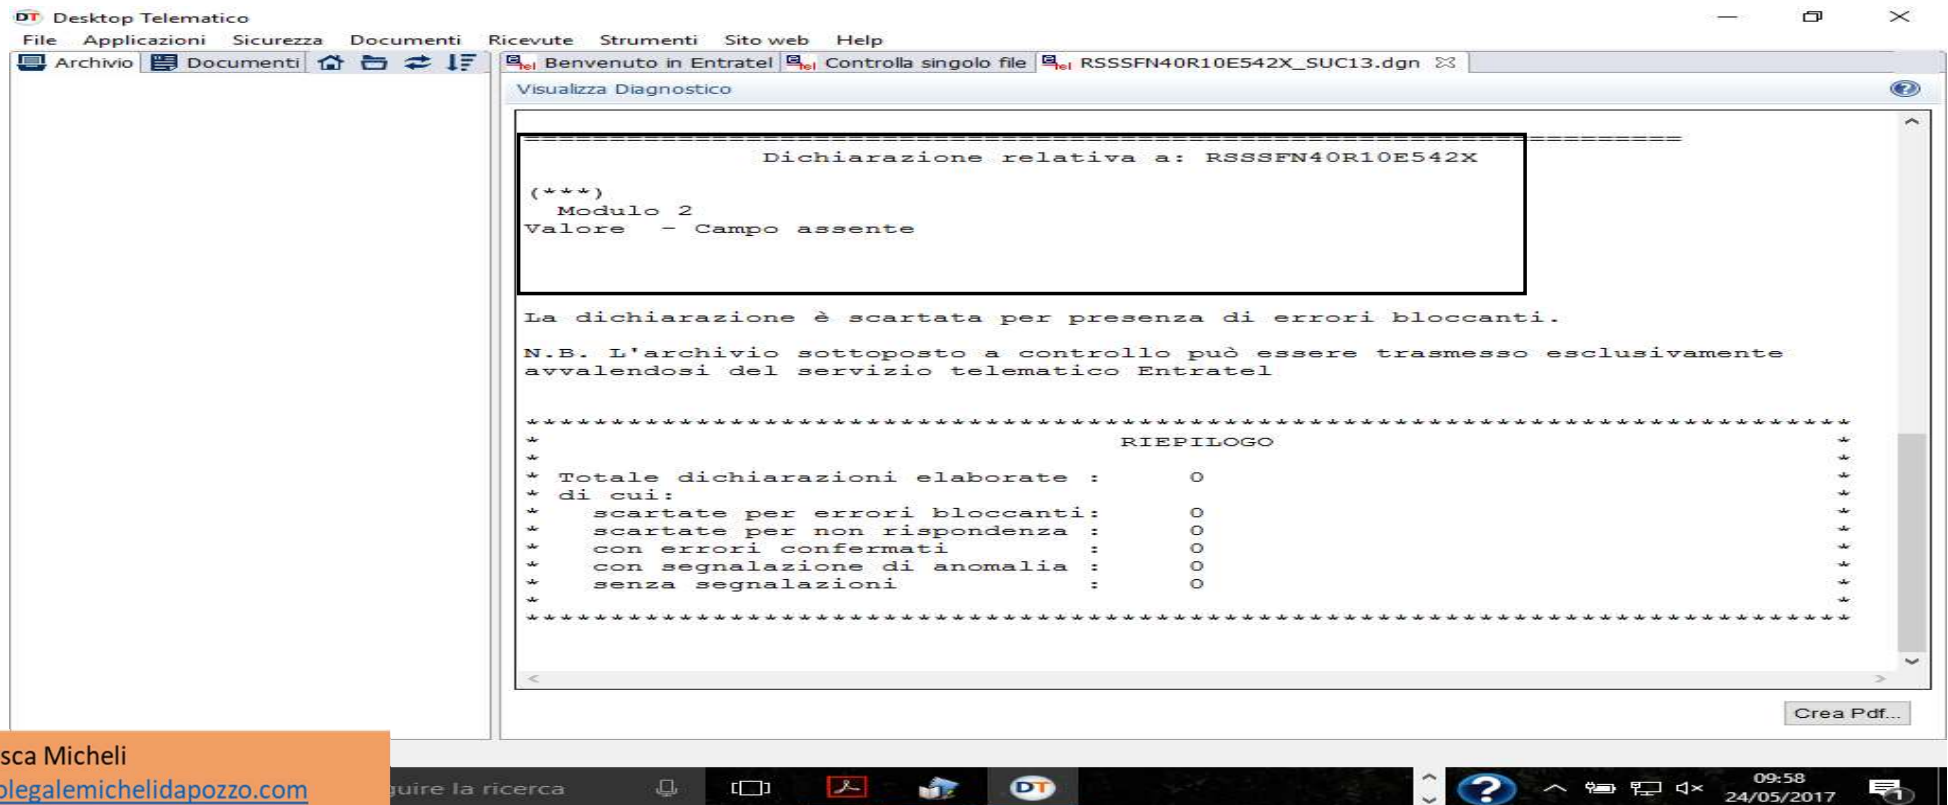 DT Desktop Telematico
File Applicazioni Sicurezza Documenti Ricevute Strumenti Sito web Help
Archivio Documenti Benvenuto in Entratel Controlla singolo file RSSSFN40R10E542X_SUC13.dgn
Visualizza Diagnostico
Dichiarazione relativa a: RSSSFN40R10E542X
(***)
Modulo 2
Valore - Campo assente
La dichiarazione è scartata per presenza di errori bloccanti.
N.B. L'archivio sottoposto a controllo può essere trasmesso esclusivamente
avvalendosi del servizio telematico Entratel
* RIEPILOGO *
* *
* Totale dichiarazioni elaborate : 0 *
* di cui: *
* scartate per errori bloccanti: 0 *
* scartate per non rispondenza : 0 *
* con errori confermati : 0 *
* con segnalazione di anomalia : 0 *
* senza segnalazioni : 0 *
* *
Crea Pdf...
sca Micheli
olegalemichelidapozzo.com
guire la ricerca
DT
09:58
24/05/2017
1